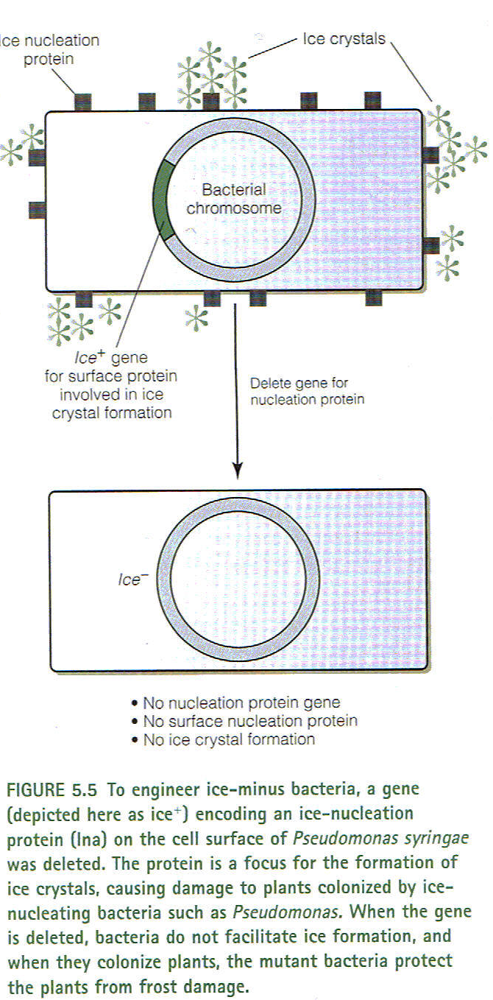 Ice nucleation
protein
Ice crystals
Bacterial
chromosome
Ice+ gene
for surface protein
involved in ice
crystal formation
Delete gene for
nucleation protein
Ice−
• No nucleation protein gene
• No surface nucleation protein
• No ice crystal formation
FIGURE 5.5 To engineer ice-minus bacteria, a gene
(depicted here as ice+) encoding an ice-nucleation
protein (Ina) on the cell surface of Pseudomonas syringae
was deleted. The protein is a focus for the formation of
ice crystals, causing damage to plants colonized by ice-
nucleating bacteria such as Pseudomonas. When the gene
is deleted, bacteria do not facilitate ice formation, and
when they colonize plants, the mutant bacteria protect
the plants from frost damage.